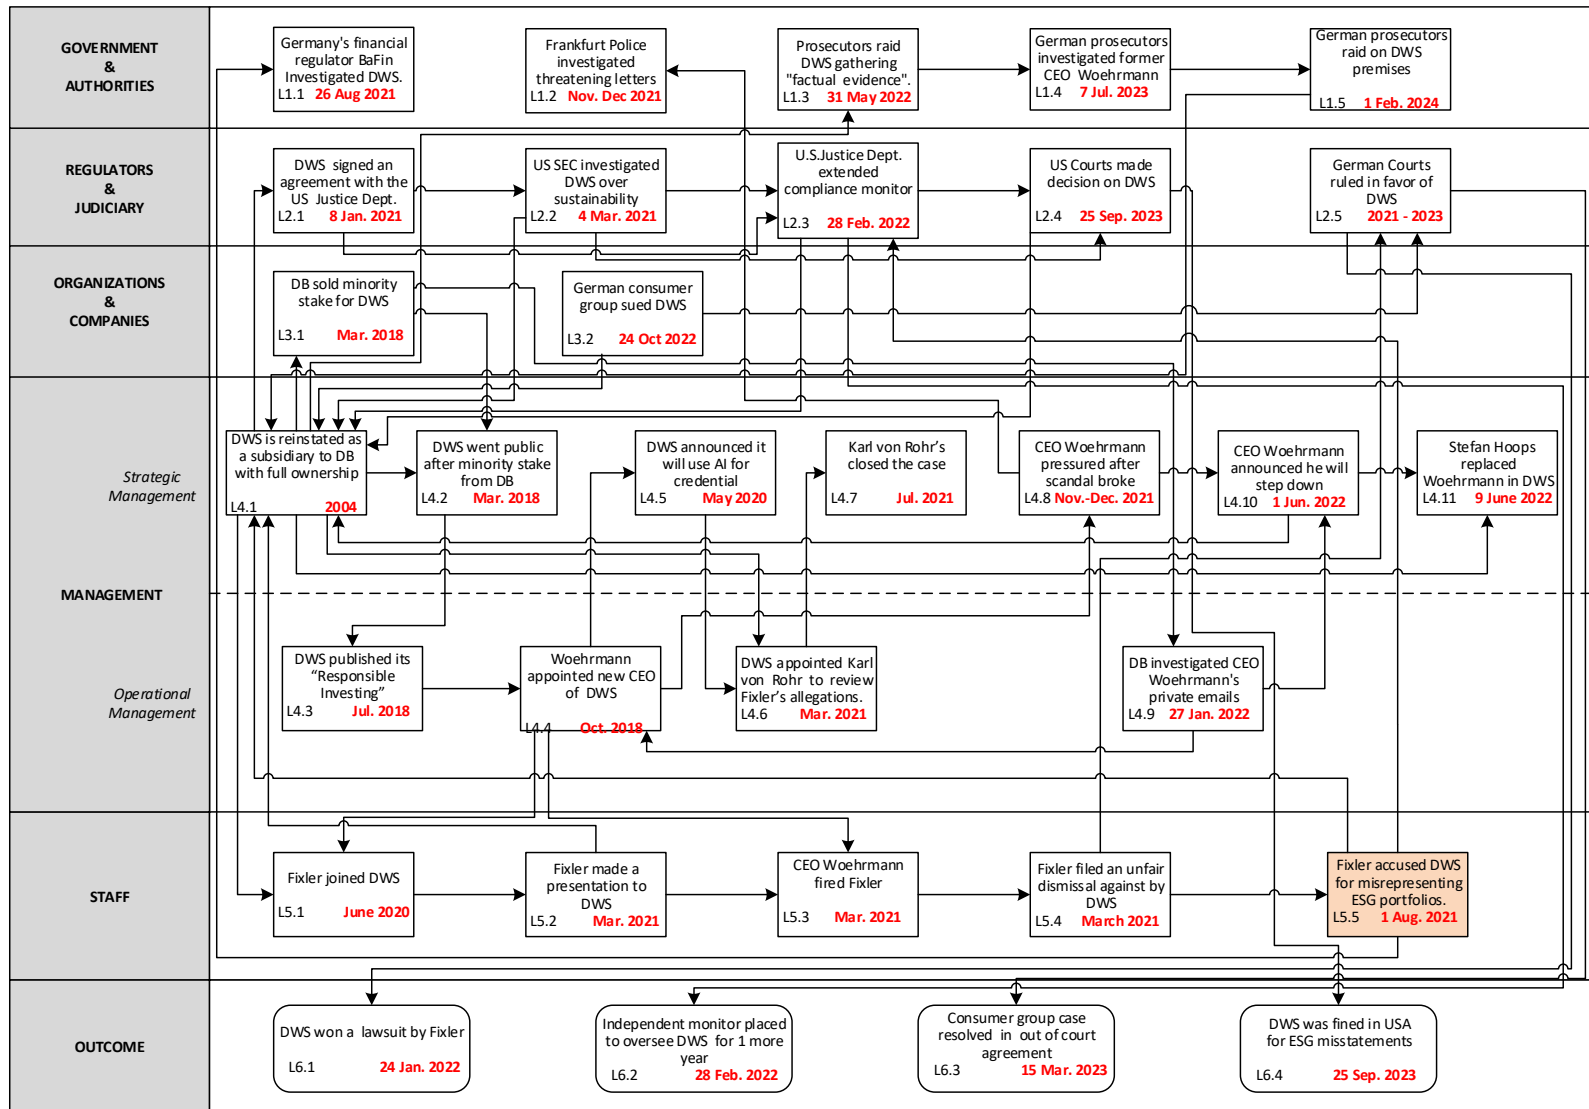 GOVERNMENT
&
AUTHORITIES
Germany's financial
regulator BaFin
Investigated DWS.
L1.1 26 Aug 2021
Frankfurt Police
investigated
threatening letters
L1.2 Nov. Dec 2021
Prosecutors raid
DWS gathering
"factual evidence".
L1.3 31 May 2022
German prosecutors
investigated former
CEO Woehrmann
L1.4 7 Jul. 2023
German prosecutors
raid on DWS
premises
L1.5 1 Feb. 2024
REGULATORS
&
JUDICIARY
DWS signed an
agreement with the
US Justice Dept.
L2.1 8 Jan. 2021
US SEC investigated
DWS over
sustainability
L2.2 4 Mar. 2021
U.S.Justice Dept.
extended
compliance monitor
L2.3 28 Feb. 2022
US Courts made
decision on DWS
L2.4 25 Sep. 2023
German Courts
ruled in favor of
DWS
L2.5 2021 - 2023
ORGANIZATIONS
&
COMPANIES
DB sold minority
stake for DWS
L3.1 Mar. 2018
German consumer
group sued DWS
L3.2 24 Oct 2022
Strategic
Management
DWS is reinstated as
a subsidiary to DB
with full ownership
L4.1 2004
DWS went public
after minority stake
from DB
L4.2 Mar. 2018
DWS announced it
will use AI for
credential
L4.5 May 2020
Karl von Rohr's
closed the case
L4.7 Jul. 2021
CEO Woehrmann
pressured after
scandal broke
L4.8 Nov.-Dec. 2021
CEO Woehrmann
announced he will
step down
L4.10 1 Jun. 2022
Stefan Hoops
replaced
Woehrmann in DWS
L4.11 9 June 2022
MANAGEMENT
Operational
Management
DWS published its
“Responsible
Investing”
L4.3 Jul. 2018
Woehrmann
appointed new CEO
of DWS
L4.4 Oct. 2018
DWS appointed Karl
von Rohr to review
Fixler’s allegations.
L4.6 Mar. 2021
DB investigated CEO
Woehrmann's
private emails
L4.9 27 Jan. 2022
STAFF
Fixler joined DWS
L5.1 June 2020
Fixler made a
presentation to
DWS
L5.2 Mar. 2021
CEO Woehrmann
fired Fixler
L5.3 Mar. 2021
Fixler filed an unfair
dismissal against by
DWS
L5.4 March 2021
Fixler accused DWS
for misrepresenting
ESG portfolios.
L5.5 1 Aug. 2021
OUTCOME
DWS won a lawsuit by Fixler
L6.1 24 Jan. 2022
Independent monitor placed
to oversee DWS for 1 more
year
L6.2 28 Feb. 2022
Consumer group case
resolved in out of court
agreement
L6.3 15 Mar. 2023
DWS was fined in USA
for ESG misstatements
L6.4 25 Sep. 2023